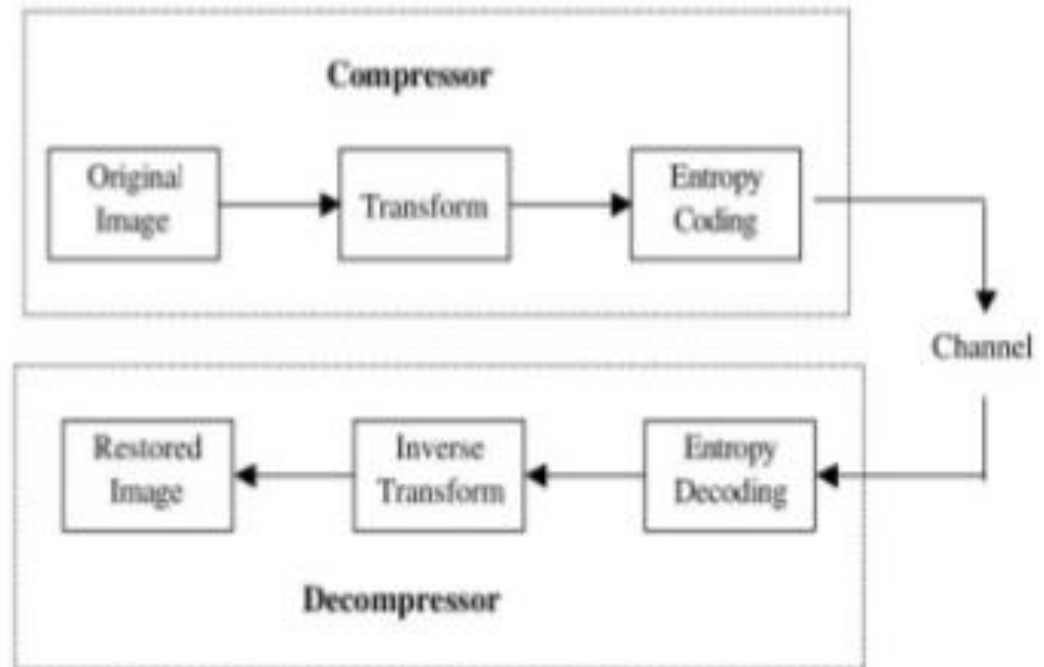 Compressor
Original
Image
Transform
Entropy
Coding
Channel
Restored
Image
Inverse
Transform
Entropy
Decoding
Decompressor